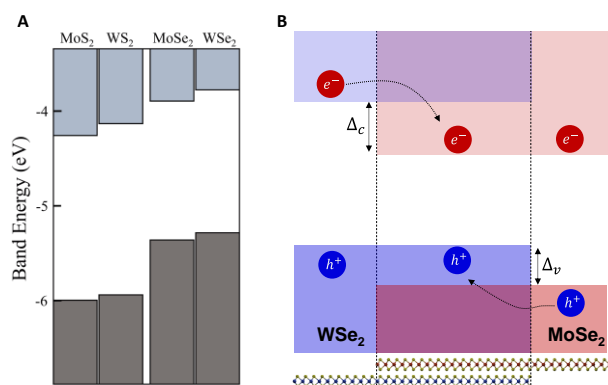 A
MoS₂ WS₂ MoSe₂ WSe₂
-4
-5
-6
Band Energy (eV)
B
e⁻
Δ𝑐
e⁻
e⁻
h⁺
h⁺
Δ𝑣
h⁺
WSe₂
MoSe₂